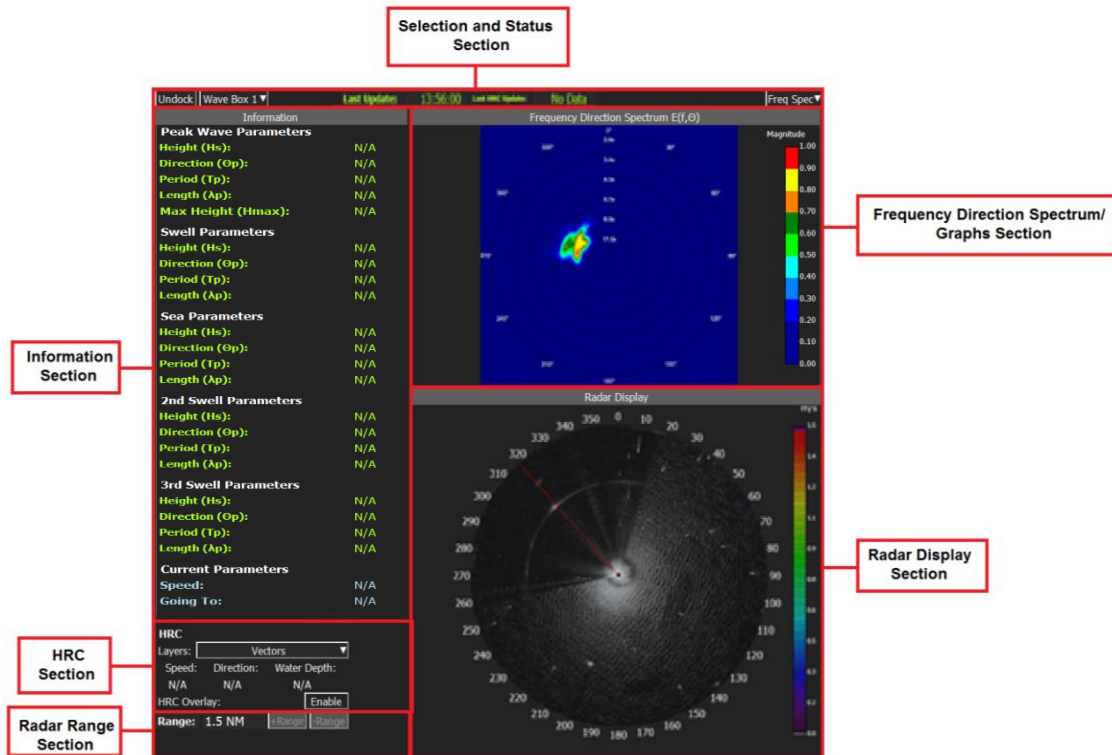 Selection and Status
Section
Undock Wave Box 1 Last Update: 13:56:00 Last HRC Update: No Data Freq Spec
Information
Peak Wave Parameters
Height (Hs): N/A
Direction (Θp): N/A
Period (Tp): N/A
Length (λp): N/A
Max Height (Hmax): N/A
Swell Parameters
Height (Hs): N/A
Direction (Θp): N/A
Period (Tp): N/A
Length (λp): N/A
Sea Parameters
Height (Hs): N/A
Direction (Θp): N/A
Period (Tp): N/A
Length (λp): N/A
2nd Swell Parameters
Height (Hs): N/A
Direction (Θp): N/A
Period (Tp): N/A
Length (λp): N/A
3rd Swell Parameters
Height (Hs): N/A
Direction (Θp): N/A
Period (Tp): N/A
Length (λp): N/A
Current Parameters
Speed: N/A
Going To: N/A
HRC
Layers: Vectors
Speed: Direction: Water Depth:
N/A N/A N/A
HRC Overlay: Enable
Range: 1.5 NM +Range -Range
Frequency Direction Spectrum E(f,Θ)
Magnitude
1.00
0.90
0.80
0.70
0.60
0.50
0.40
0.30
0.20
0.10
0.00
Radar Display
m/s
0
10
20
30
40
50
60
70
80
90
100
110
120
130
140
150
160
170
180
190
200
210
220
230
240
250
260
270
280
290
300
310
320
330
340
350
Frequency Direction Spectrum/
Graphs Section
Radar Display
Section
Information
Section
HRC
Section
Radar Range
Section